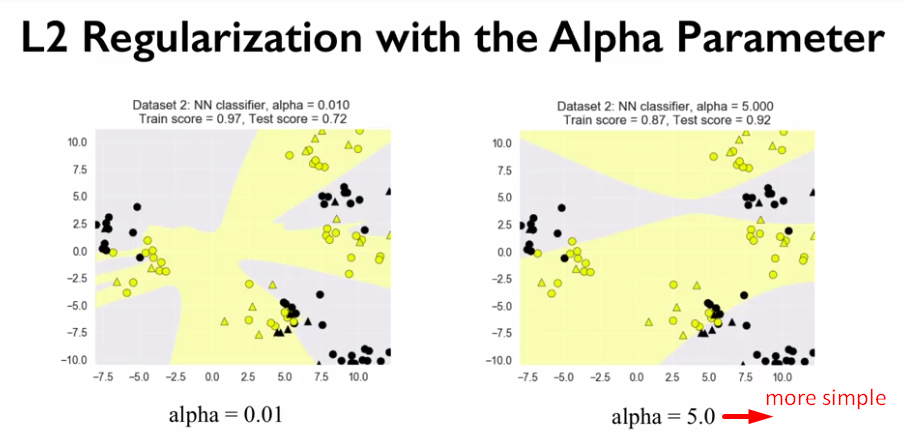 L2 Regularization with the Alpha Parameter
Dataset 2: NN classifier, alpha = 0.010
Train score = 0.97, Test score = 0.72
10.0
7.5
5.0
2.5
0.0
−2.5
−5.0
−7.5
−10.0
−7.5 −5.0 −2.5 0.0 2.5 5.0 7.5 10.0
alpha = 0.01
Dataset 2: NN classifier, alpha = 5.000
Train score = 0.87, Test score = 0.92
10.0
7.5
5.0
2.5
0.0
−2.5
−5.0
−7.5
−10.0
−7.5 −5.0 −2.5 0.0 2.5 5.0 7.5 10.0
more simple
alpha = 5.0